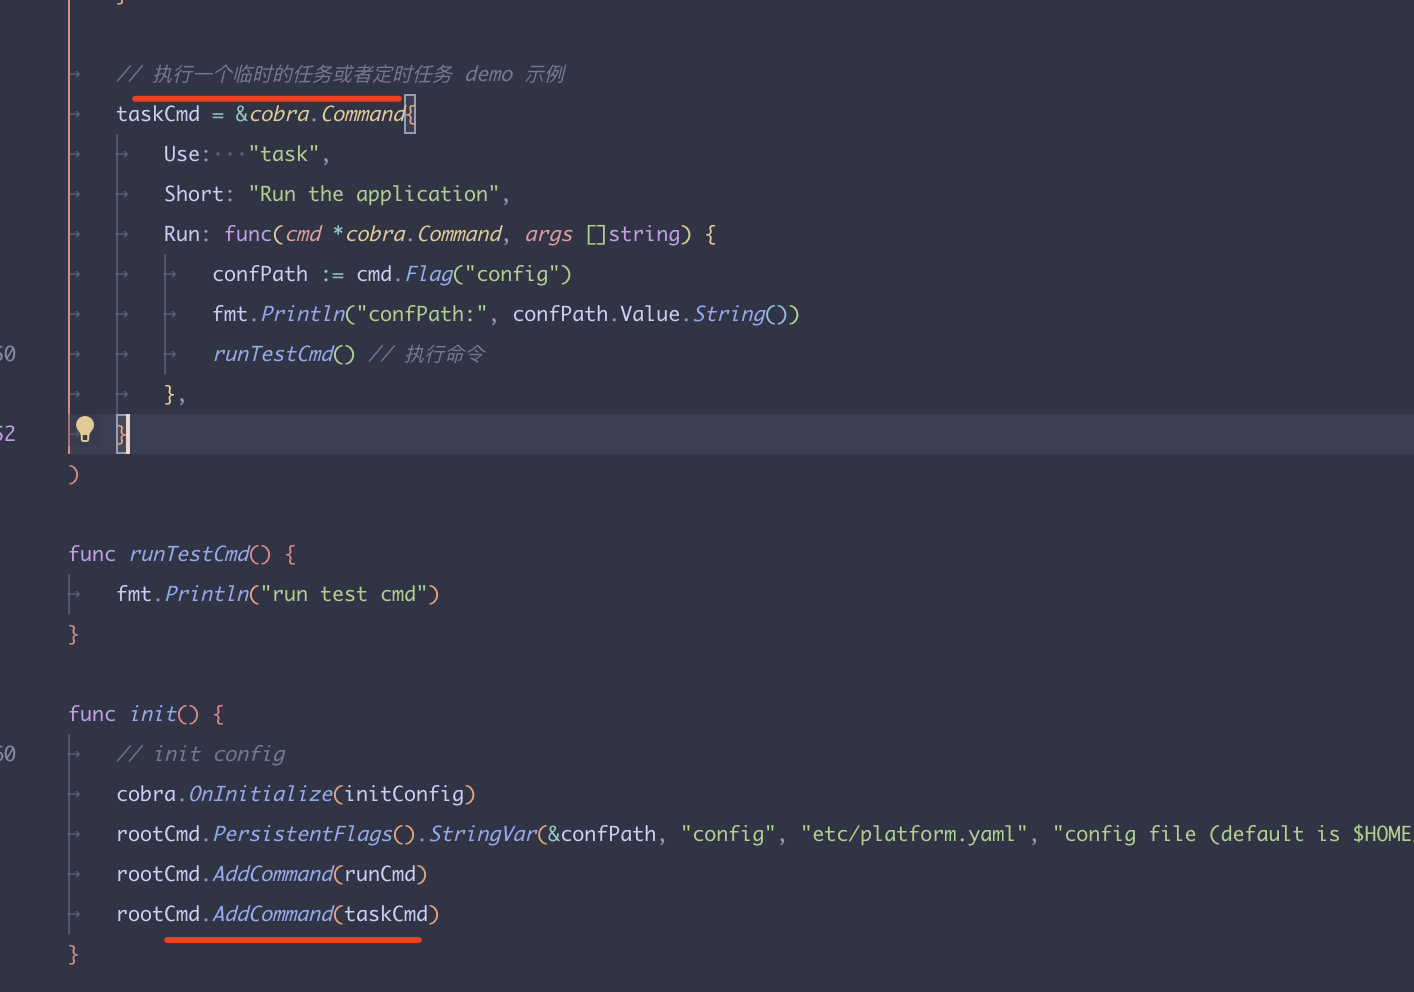 // 执行一个临时的任务或者定时任务 demo 示例
taskCmd = &cobra.Command{
Use:   "task",
Short: "Run the application",
Run: func(cmd *cobra.Command, args []string) {
confPath := cmd.Flag("config")
fmt.Println("confPath:", confPath.Value.String())
50 runTestCmd() // 执行命令
},
52 }
)
func runTestCmd() {
fmt.Println("run test cmd")
}
func init() {
60 // init config
cobra.OnInitialize(initConfig)
rootCmd.PersistentFlags().StringVar(&confPath, "config", "etc/platform.yaml", "config file (default is $HOME
rootCmd.AddCommand(runCmd)
rootCmd.AddCommand(taskCmd)
}